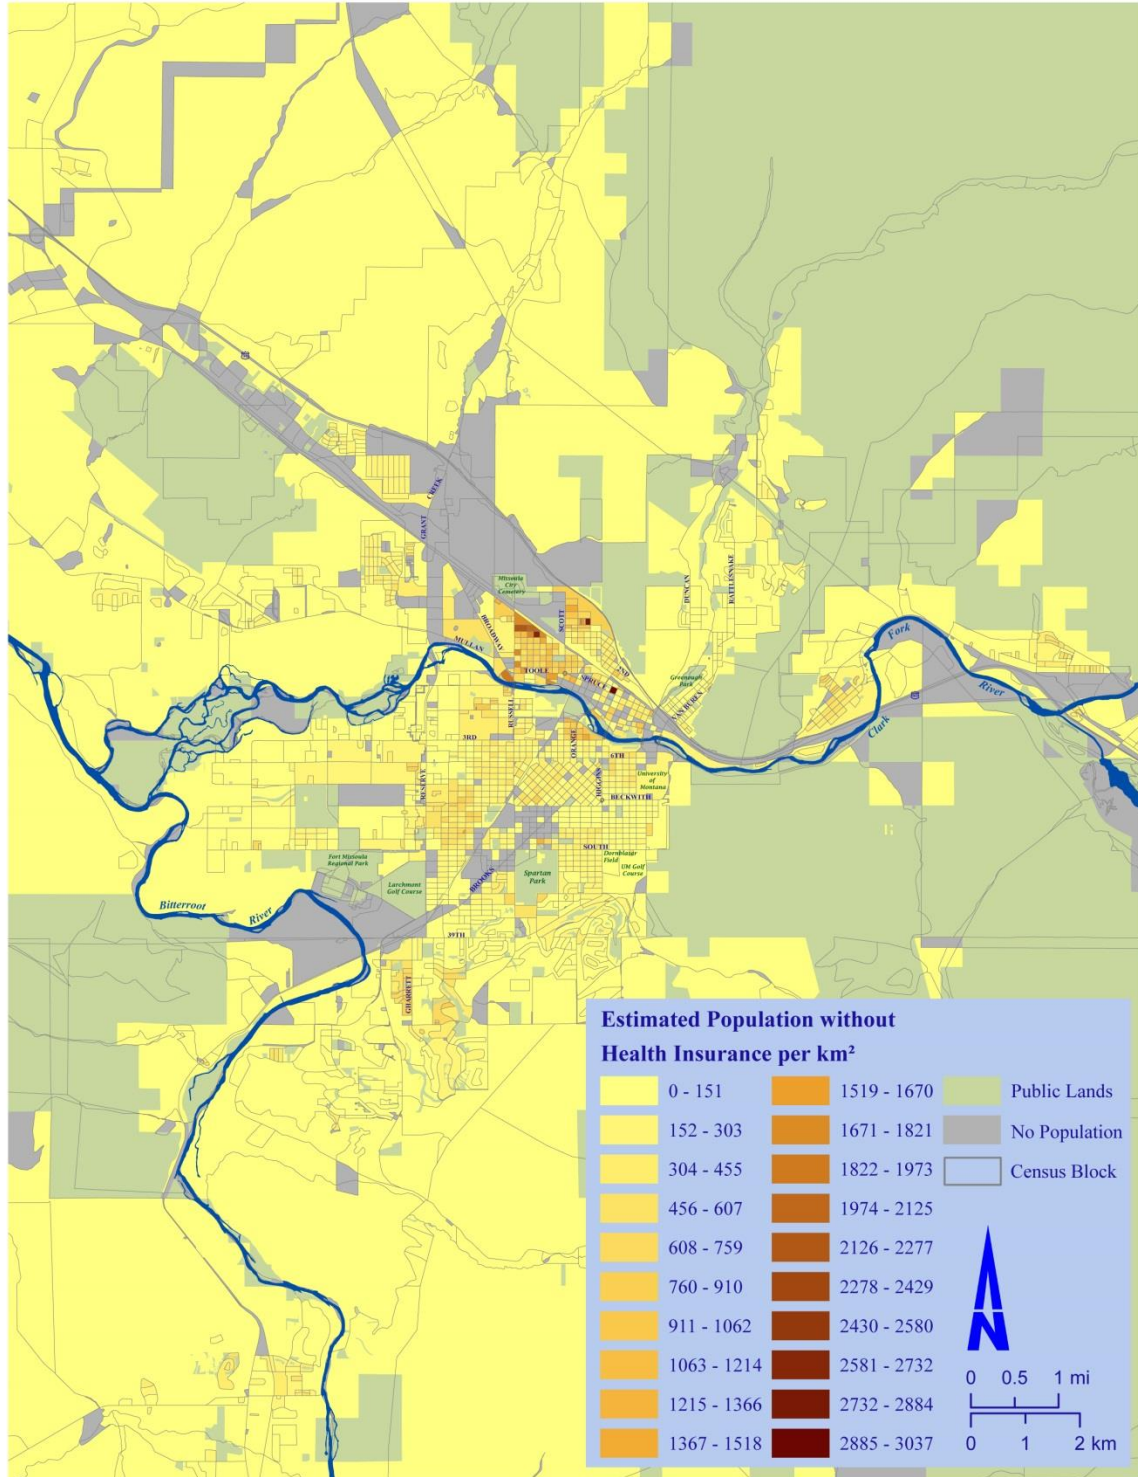 GRANT
CREEK
Missoula
City
Cemetery
DUNCAN
RATTLESNAKE
BROADWAY
SCOTT
MULLAN
TOOLE
SPRUCE
2ND
Greenough
Park
VAN BUREN
Fork
River
Clark
RUSSELL
3RD
ORANGE
6TH
RESERVE
HIGGINS
University
of
Montana
BECKWITH
SOUTH
Dornblaser
Field
UM Golf
Course
Fort Missoula
Regional Park
Larchmont
Golf Course
BROOKS
Spartan
Park
Bitterroot
River
39TH
GHARRETT
Estimated Population without
Health Insurance per km²
0 - 151
152 - 303
304 - 455
456 - 607
608 - 759
760 - 910
911 - 1062
1063 - 1214
1215 - 1366
1367 - 1518
1519 - 1670
1671 - 1821
1822 - 1973
1974 - 2125
2126 - 2277
2278 - 2429
2430 - 2580
2581 - 2732
2732 - 2884
2885 - 3037
Public Lands
No Population
Census Block
N
0 0.5 1 mi
0 1 2 km